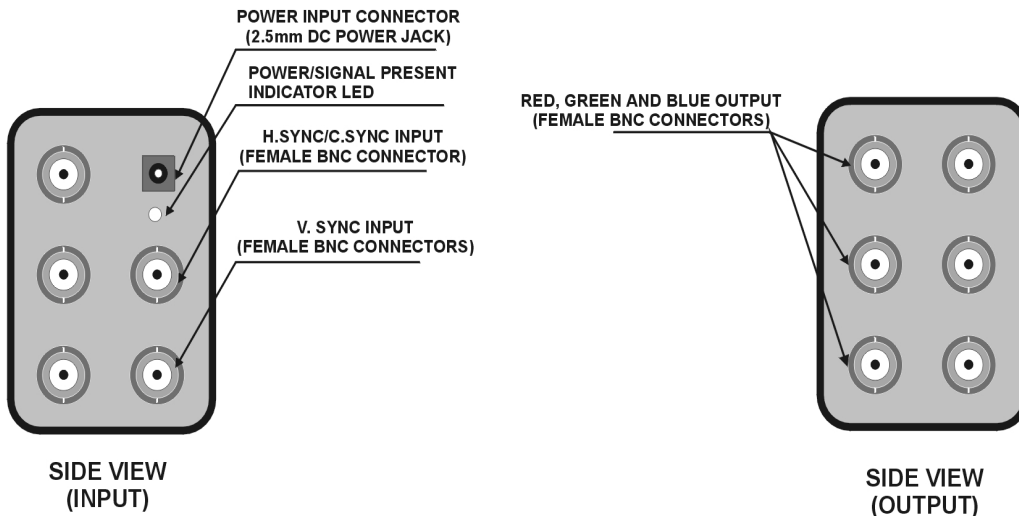 POWER INPUT CONNECTOR
(2.5mm DC POWER JACK)
POWER/SIGNAL PRESENT
INDICATOR LED
H.SYNC/C.SYNC INPUT
(FEMALE BNC CONNECTOR)
V. SYNC INPUT
(FEMALE BNC CONNECTORS)
SIDE VIEW
(INPUT)
RED, GREEN AND BLUE OUTPUT
(FEMALE BNC CONNECTORS)
SIDE VIEW
(OUTPUT)